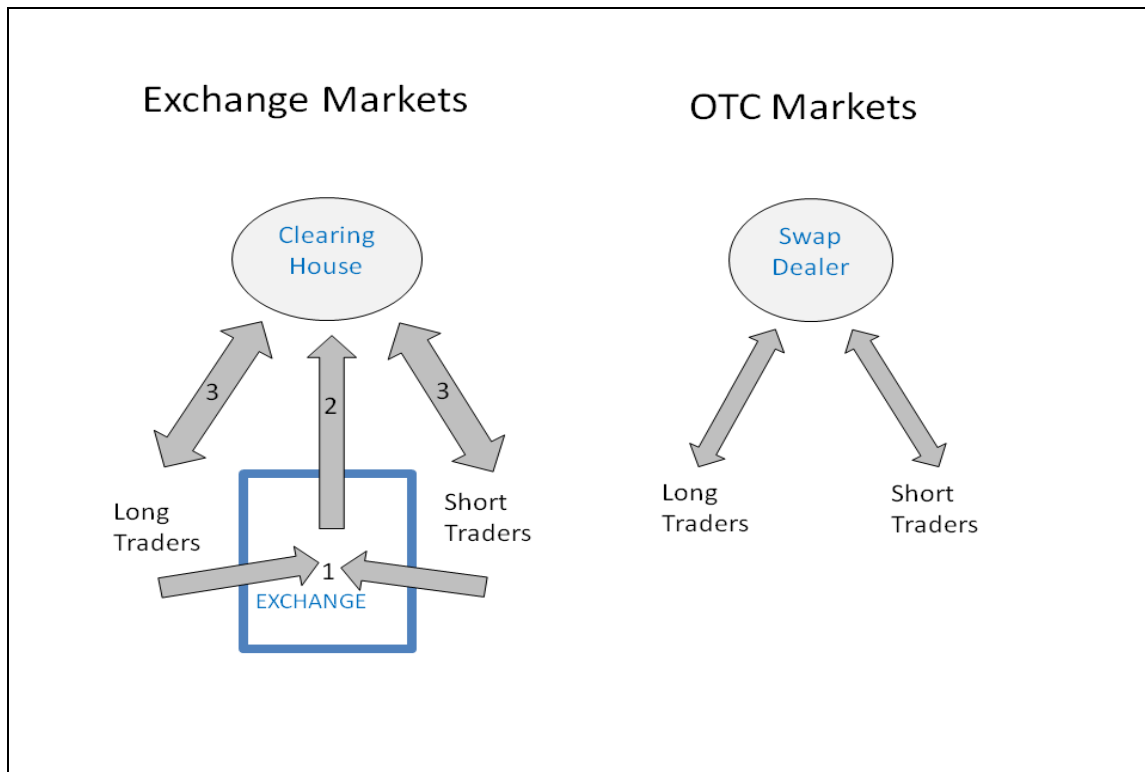 Exchange Markets
OTC Markets
Clearing
House
Swap
Dealer
3
2
3
Long
Traders
Short
Traders
1
EXCHANGE
Long
Traders
Short
Traders